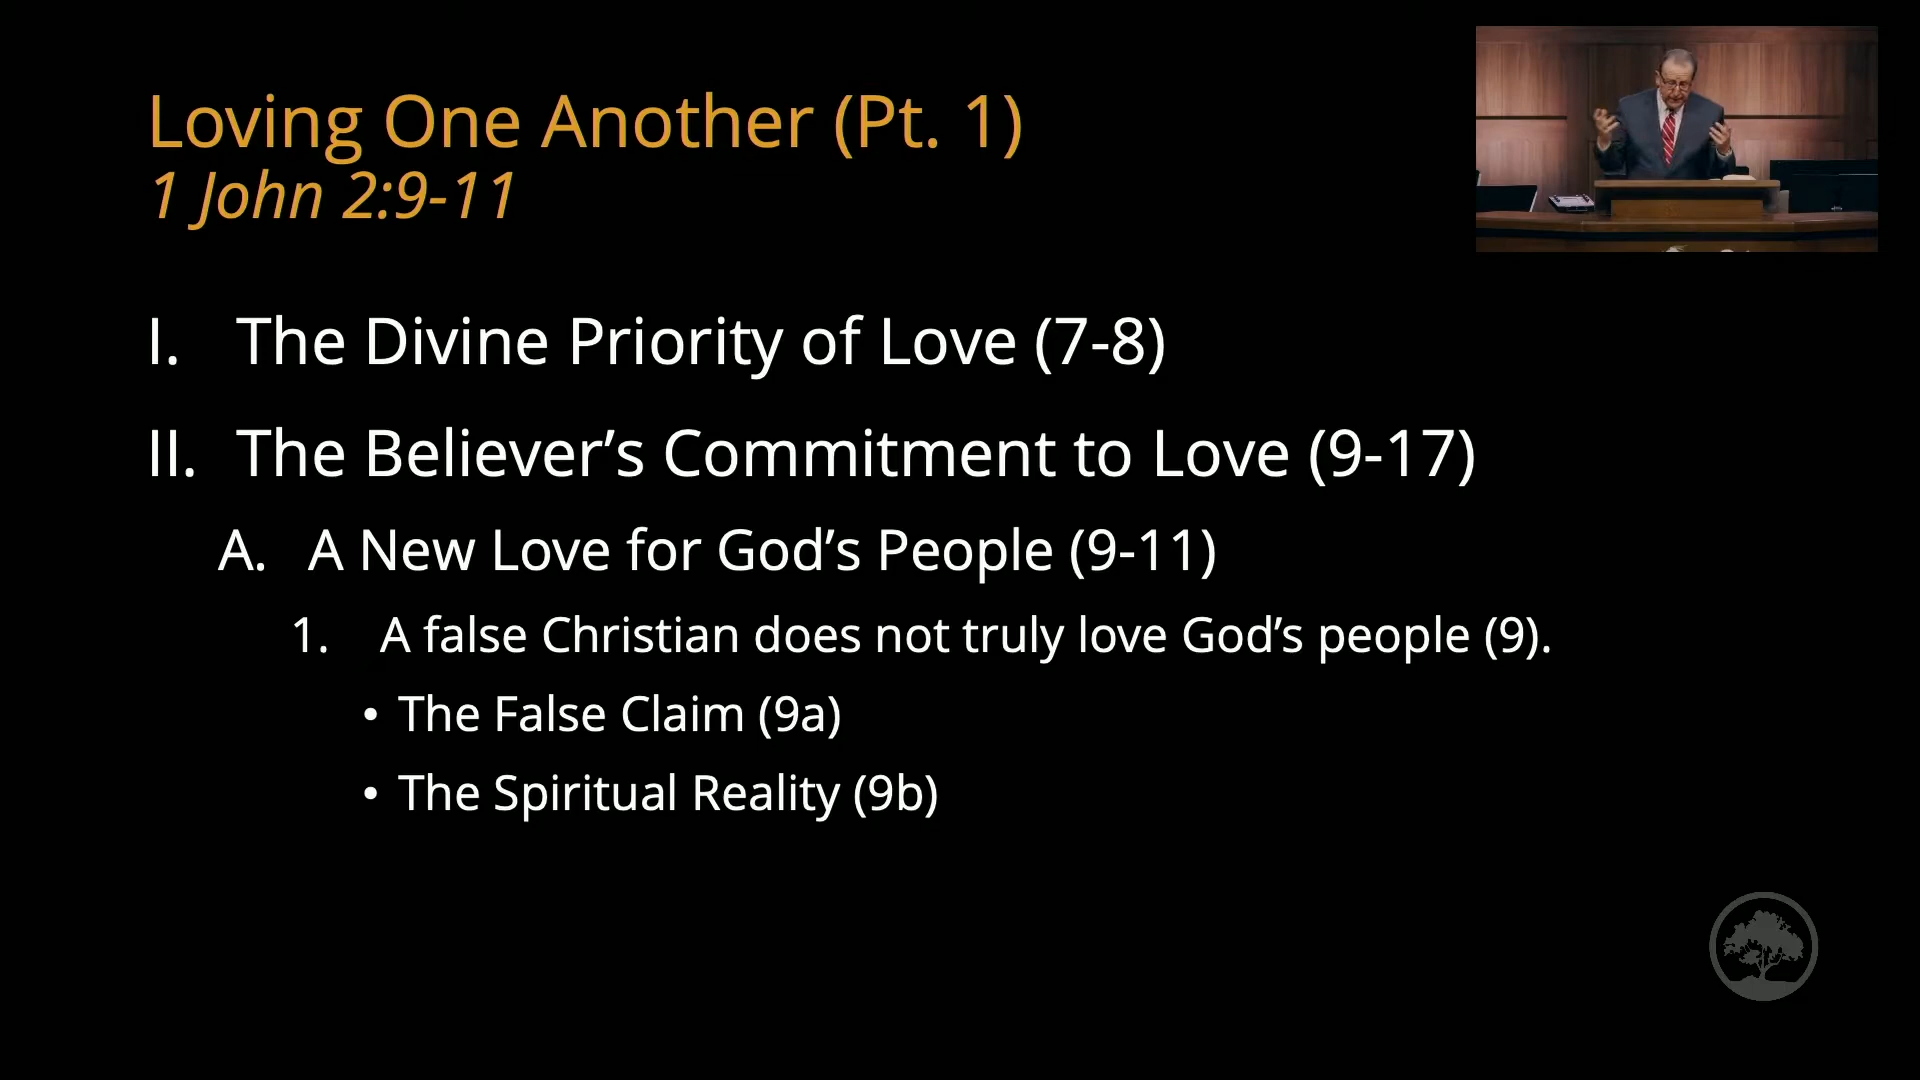 Loving One Another (Pt. 1)
1 John 2:9-11
I. The Divine Priority of Love (7-8)
II. The Believer’s Commitment to Love (9-17)
A. A New Love for God’s People (9-11)
1. A false Christian does not truly love God’s people (9).
• The False Claim (9a)
• The Spiritual Reality (9b)